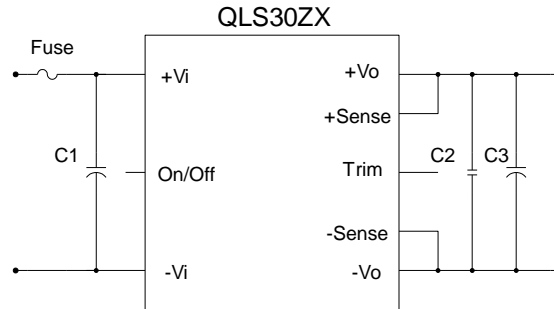 QLS30ZX
Fuse
+Vi
+Vo
+Sense
C1
On/Off
Trim
C2
C3
-Sense
-Vi
-Vo